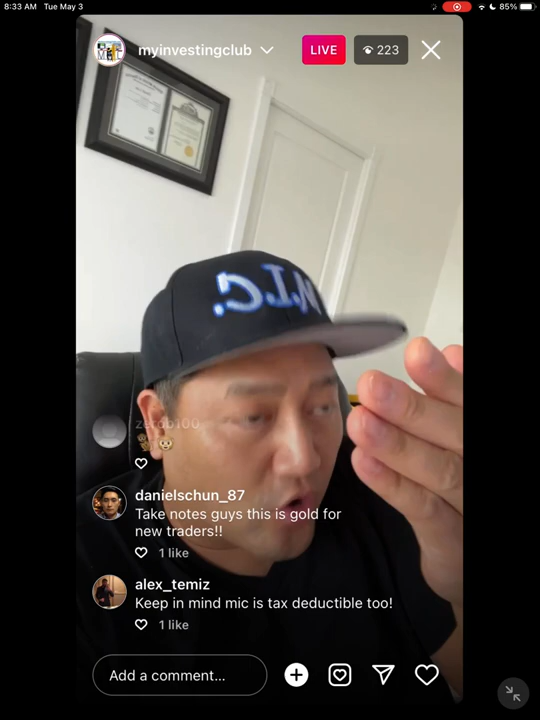 8:33 AM Tue May 3
85%
myinvestingclub
LIVE
223
M.I.C.
zerdb100
danielschun_87
Take notes guys this is gold for
new traders!!
1 like
alex_temiz
Keep in mind mic is tax deductible too!
1 like
Add a comment...